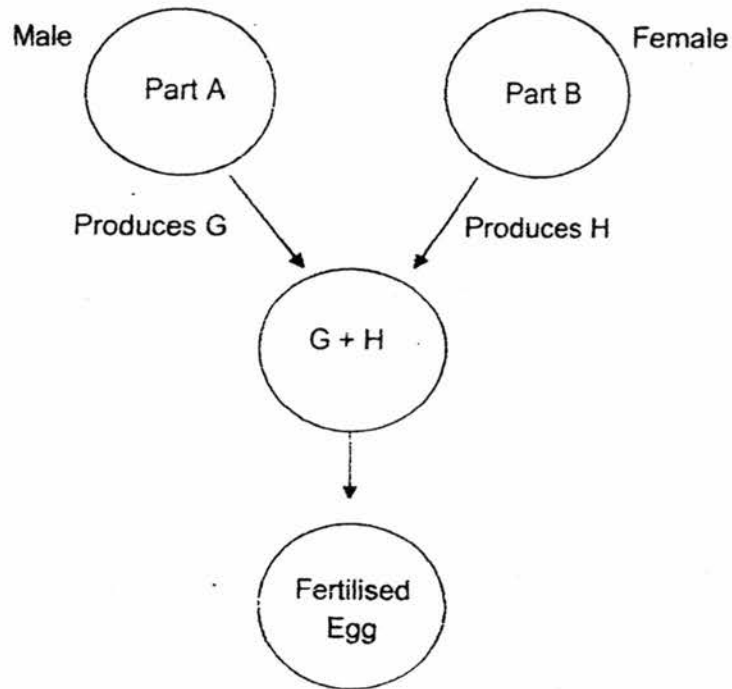 Male
Female
Part A
Part B
Produces G
Produces H
G + H
Fertilised
Egg